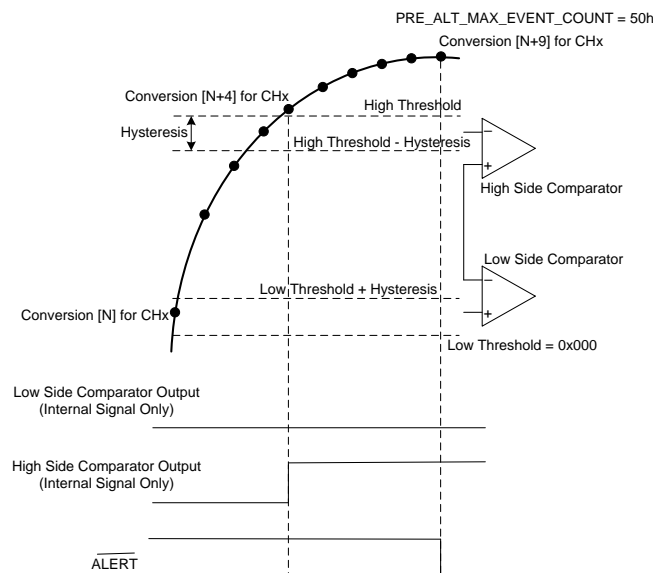 PRE_ALT_MAX_EVENT_COUNT = 50h
Conversion [N+9] for CHx
Conversion [N+4] for CHx
High Threshold
Hysteresis
High Threshold - Hysteresis
−
+
High Side Comparator
Low Side Comparator
−
+
Low Threshold + Hysteresis
Conversion [N] for CHx
Low Threshold = 0x000
Low Side Comparator Output
(Internal Signal Only)
High Side Comparator Output
(Internal Signal Only)
ALERT